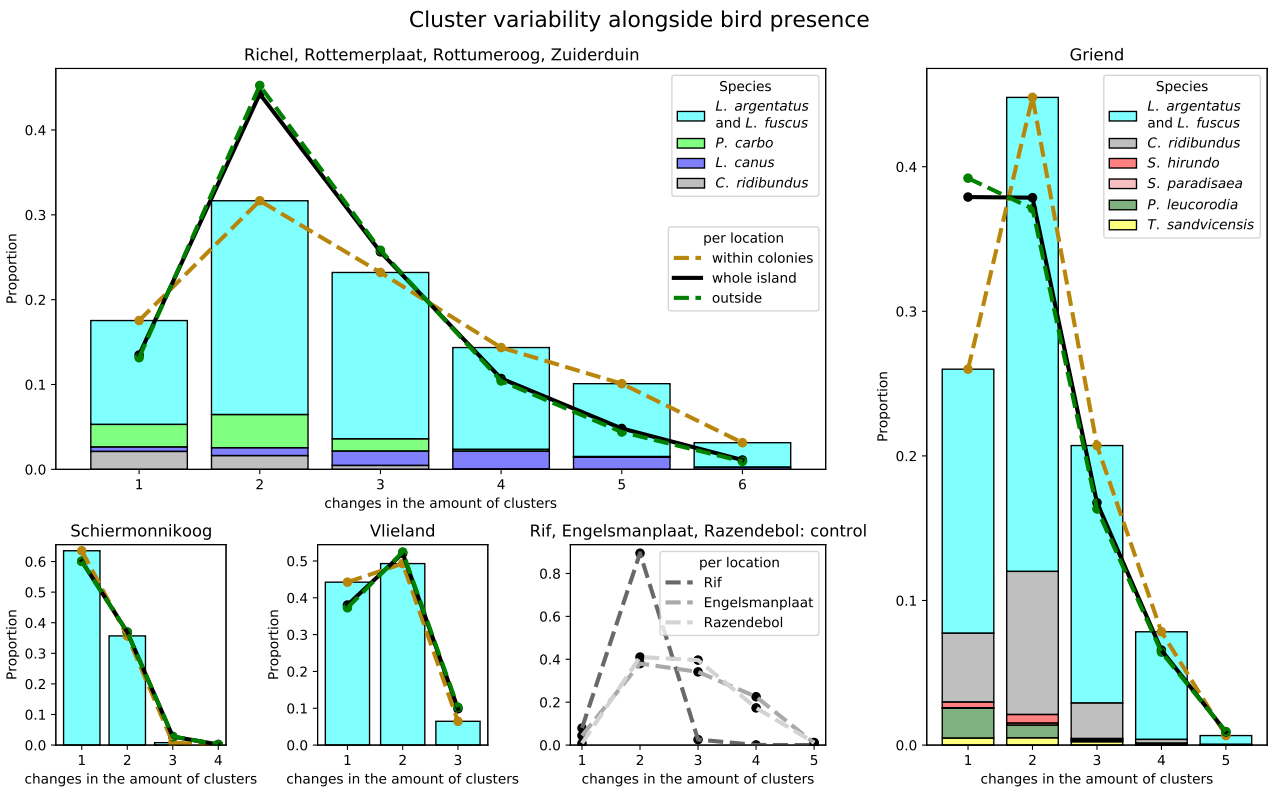 Cluster variability alongside bird presence
Richel, Rottemerplaat, Rottumeroog, Zuiderduin
Proportion
0.4
0.3
0.2
0.1
0.0
1 2 3 4 5 6
changes in the amount of clusters
Species
L. argentatus
and L. fuscus
P. carbo
L. canus
C. ridibundus
per location
within colonies
whole island
outside
Griend
Proportion
0.4
0.3
0.2
0.1
0.0
1 2 3 4 5
changes in the amount of clusters
Species
L. argentatus
and L. fuscus
C. ridibundus
S. hirundo
S. paradisaea
P. leucorodia
T. sandvicensis
Schiermonnikoog
Proportion
0.6
0.5
0.4
0.3
0.2
0.1
0.0
1 2 3 4
changes in the amount of clusters
Vlieland
Proportion
0.5
0.4
0.3
0.2
0.1
0.0
1 2 3
changes in the amount of clusters
Rif, Engelsmanplaat, Razendebol: control
0.8
0.6
0.4
0.2
0.0
1 2 3 4 5
changes in the amount of clusters
per location
Rif
Engelsmanplaat
Razendebol